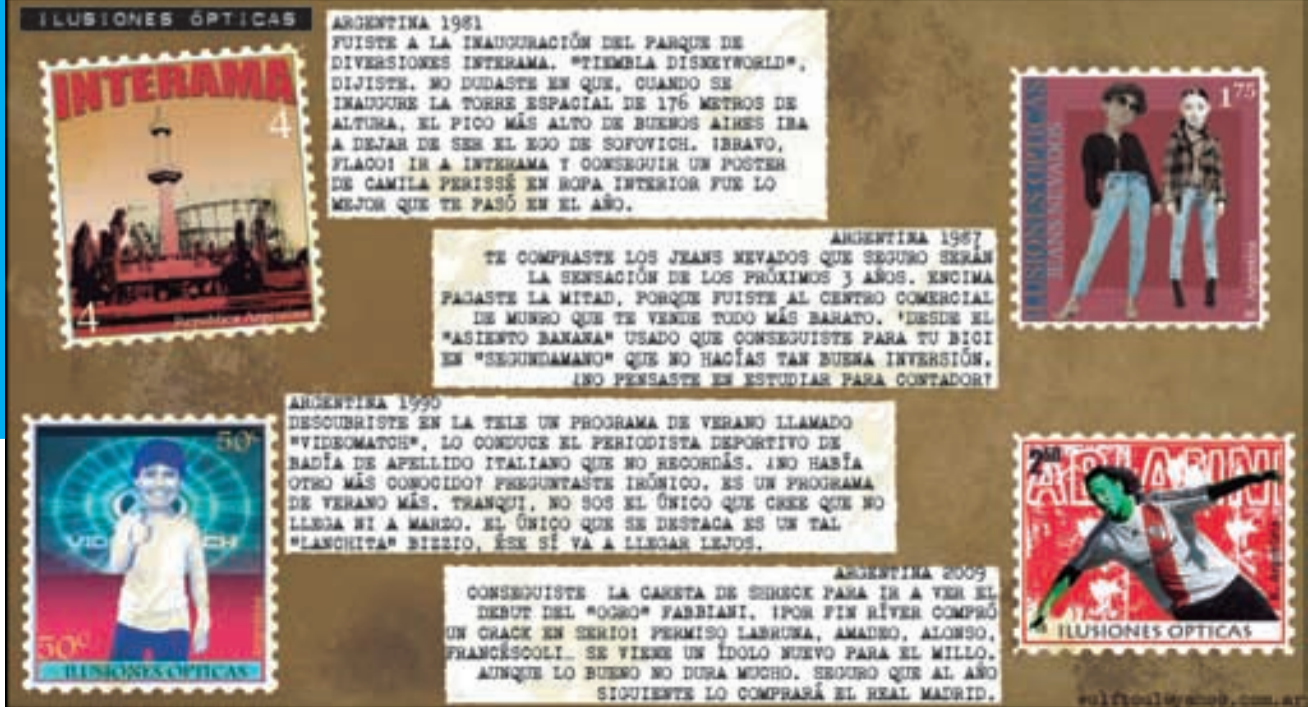 ILUSIONES ÓPTICAS
INTERAMA
4
4
República Argentina
ARGENTINA 1981
FUISTE A LA INAUGURACIÓN DEL PARQUE DE
DIVERSIONES INTERAMA. "TIEMBLA DISNEYWORLD",
DIJISTE. NO DUDASTE EN QUE, CUANDO SE
INAUGURE LA TORRE ESPACIAL DE 176 METROS DE
ALTURA, EL PICO MÁS ALTO DE BUENOS AIRES IBA
A DEJAR DE SER EL EGO DE SOFOVICH. ¡BRAVO,
FLACO! IR A INTERAMA Y CONSEGUIR UN POSTER
DE CAMILA PERISSÉ EN ROPA INTERIOR FUE LO
MEJOR QUE TE PASÓ EN EL AÑO.
1 75
ILUSIONES OPTICAS
JEANS NEVADOS
R. Argentina
ARGENTINA 1987
TE COMPRASTE LOS JEANS NEVADOS QUE SEGURO SERÁN
LA SENSACIÓN DE LOS PRÓXIMOS 3 AÑOS. ENCIMA
PAGASTE LA MITAD, PORQUE FUISTE AL CENTRO COMERCIAL
DE MUNRO QUE TE VENDE TODO MÁS BARATO. 'DESDE EL
"ASIENTO BANANA" USADO QUE CONSEGUISTE PARA TU BICI
EN "SEGUNDAMANO" QUE NO HACÍAS TAN BUENA INVERSIÓN.
¿NO PENSASTE EN ESTUDIAR PARA CONTADOR?
50c
50c
ILUSIONES OPTICAS
ARGENTINA 1990
DESCUBRISTE EN LA TELE UN PROGRAMA DE VERANO LLAMADO
"VIDEOMATCH", LO CONDUCE EL PERIODISTA DEPORTIVO DE
BADÍA DE APELLIDO ITALIANO QUE NO RECORDÁS. ¿NO HABÍA
OTRO MÁS CONOCIDO? PREGUNTASTE IRÓNICO. ES UN PROGRAMA
DE VERANO MÁS. TRANQUI, NO SOS EL ÚNICO QUE CREE QUE NO
LLEGA NI A MARZO. EL ÚNICO QUE SE DESTACA ES UN TAL
"LANCHITA" BIZZIO, ÉSE SÍ VA A LLEGAR LEJOS.
ILUSIONES OPTICAS
ARGENTINA 2009
CONSEGUISTE LA CARETA DE SHRECK PARA IR A VER EL
DEBUT DEL "OGRO" FABBIANI. ¡POR FIN RÍVER COMPRÓ
UN CRACK EN SERIO! PERMISO LABRUNA, AMADEO, ALONSO,
FRANCÉSCOLI… SE VIENE UN ÍDOLO NUEVO PARA EL MILLO.
AUNQUE LO BUENO NO DURA MUCHO. SEGURO QUE AL AÑO
SIGUIENTE LO COMPRARÁ EL REAL MADRID.